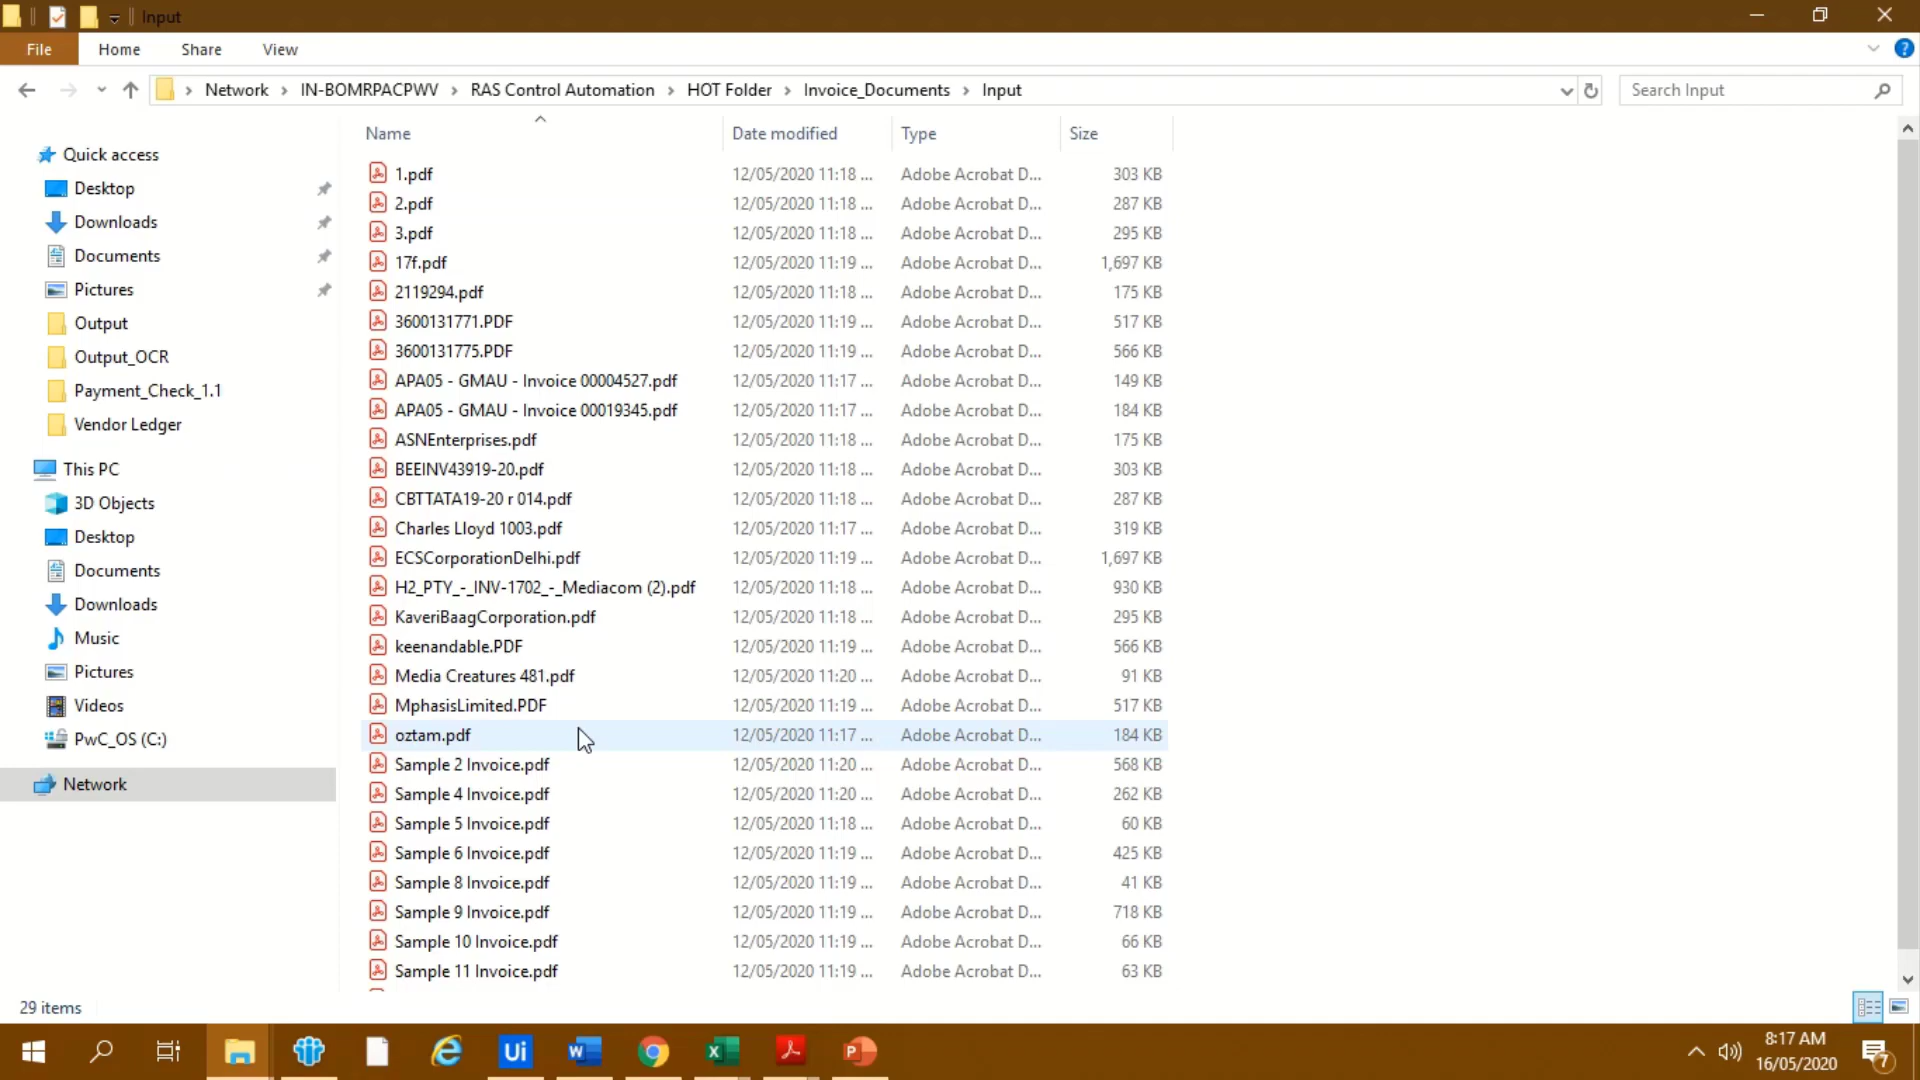 Input
File Home Share View
Network IN-BOMRPACPWV RAS Control Automation HOT Folder Invoice_Documents Input Search Input
Name Date modified Type Size
Quick access
Desktop
Downloads
Documents
Pictures
Output
Output_OCR
Payment_Check_1.1
Vendor Ledger
This PC
3D Objects
Desktop
Documents
Downloads
Music
Pictures
Videos
PwC_OS (C:)
Network
1.pdf 12/05/2020 11:18 ... Adobe Acrobat D... 303 KB
2.pdf 12/05/2020 11:18 ... Adobe Acrobat D... 287 KB
3.pdf 12/05/2020 11:18 ... Adobe Acrobat D... 295 KB
17f.pdf 12/05/2020 11:19 ... Adobe Acrobat D... 1,697 KB
2119294.pdf 12/05/2020 11:18 ... Adobe Acrobat D... 175 KB
3600131771.PDF 12/05/2020 11:19 ... Adobe Acrobat D... 517 KB
3600131775.PDF 12/05/2020 11:19 ... Adobe Acrobat D... 566 KB
APA05 - GMAU - Invoice 00004527.pdf 12/05/2020 11:17 ... Adobe Acrobat D... 149 KB
APA05 - GMAU - Invoice 00019345.pdf 12/05/2020 11:17 ... Adobe Acrobat D... 184 KB
ASNEnterprises.pdf 12/05/2020 11:18 ... Adobe Acrobat D... 175 KB
BEEINV43919-20.pdf 12/05/2020 11:18 ... Adobe Acrobat D... 303 KB
CBTTATA19-20 r 014.pdf 12/05/2020 11:18 ... Adobe Acrobat D... 287 KB
Charles Lloyd 1003.pdf 12/05/2020 11:17 ... Adobe Acrobat D... 319 KB
ECSCorporationDelhi.pdf 12/05/2020 11:19 ... Adobe Acrobat D... 1,697 KB
H2_PTY_-_INV-1702_-_Mediacom (2).pdf 12/05/2020 11:18 ... Adobe Acrobat D... 930 KB
KaveriBaagCorporation.pdf 12/05/2020 11:18 ... Adobe Acrobat D... 295 KB
keenandable.PDF 12/05/2020 11:19 ... Adobe Acrobat D... 566 KB
Media Creatures 481.pdf 12/05/2020 11:20 ... Adobe Acrobat D... 91 KB
MphasisLimited.PDF 12/05/2020 11:19 ... Adobe Acrobat D... 517 KB
oztam.pdf 12/05/2020 11:17 ... Adobe Acrobat D... 184 KB
Sample 2 Invoice.pdf 12/05/2020 11:20 ... Adobe Acrobat D... 568 KB
Sample 4 Invoice.pdf 12/05/2020 11:20 ... Adobe Acrobat D... 262 KB
Sample 5 Invoice.pdf 12/05/2020 11:18 ... Adobe Acrobat D... 60 KB
Sample 6 Invoice.pdf 12/05/2020 11:19 ... Adobe Acrobat D... 425 KB
Sample 8 Invoice.pdf 12/05/2020 11:19 ... Adobe Acrobat D... 41 KB
Sample 9 Invoice.pdf 12/05/2020 11:19 ... Adobe Acrobat D... 718 KB
Sample 10 Invoice.pdf 12/05/2020 11:19 ... Adobe Acrobat D... 66 KB
Sample 11 Invoice.pdf 12/05/2020 11:19 ... Adobe Acrobat D... 63 KB
29 items
Ui
8:17 AM
16/05/2020
7